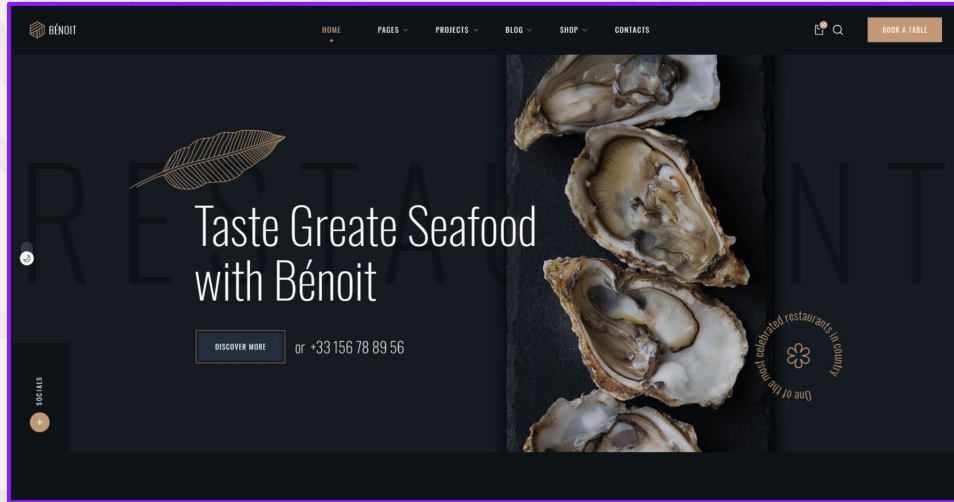 BÉNOIT
HOME
PAGES
PROJECTS
BLOG
SHOP
CONTACTS
BOOK A TABLE
RESTAURANT
Taste Greate Seafood
with Bénoit
DISCOVER MORE
or +33 156 78 89 56
One of the most celebrated restaurants in country
SOCIALS
+